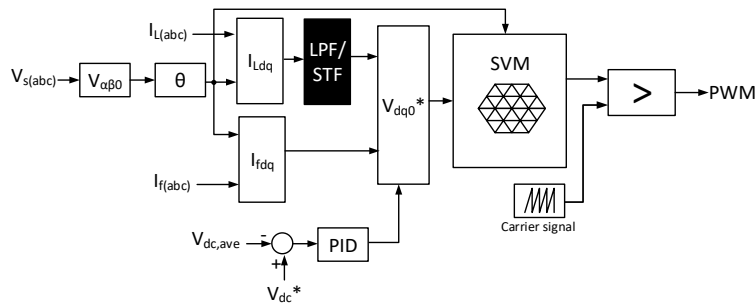 I_L(abc)
LPF/
STF
I_Ldq
V_s(abc)
V_αβ0
θ
SVM
V_dq0*
>
PWM
I_fdq
I_f(abc)
Carrier signal
V_dc,ave
-
+
PID
V_dc*